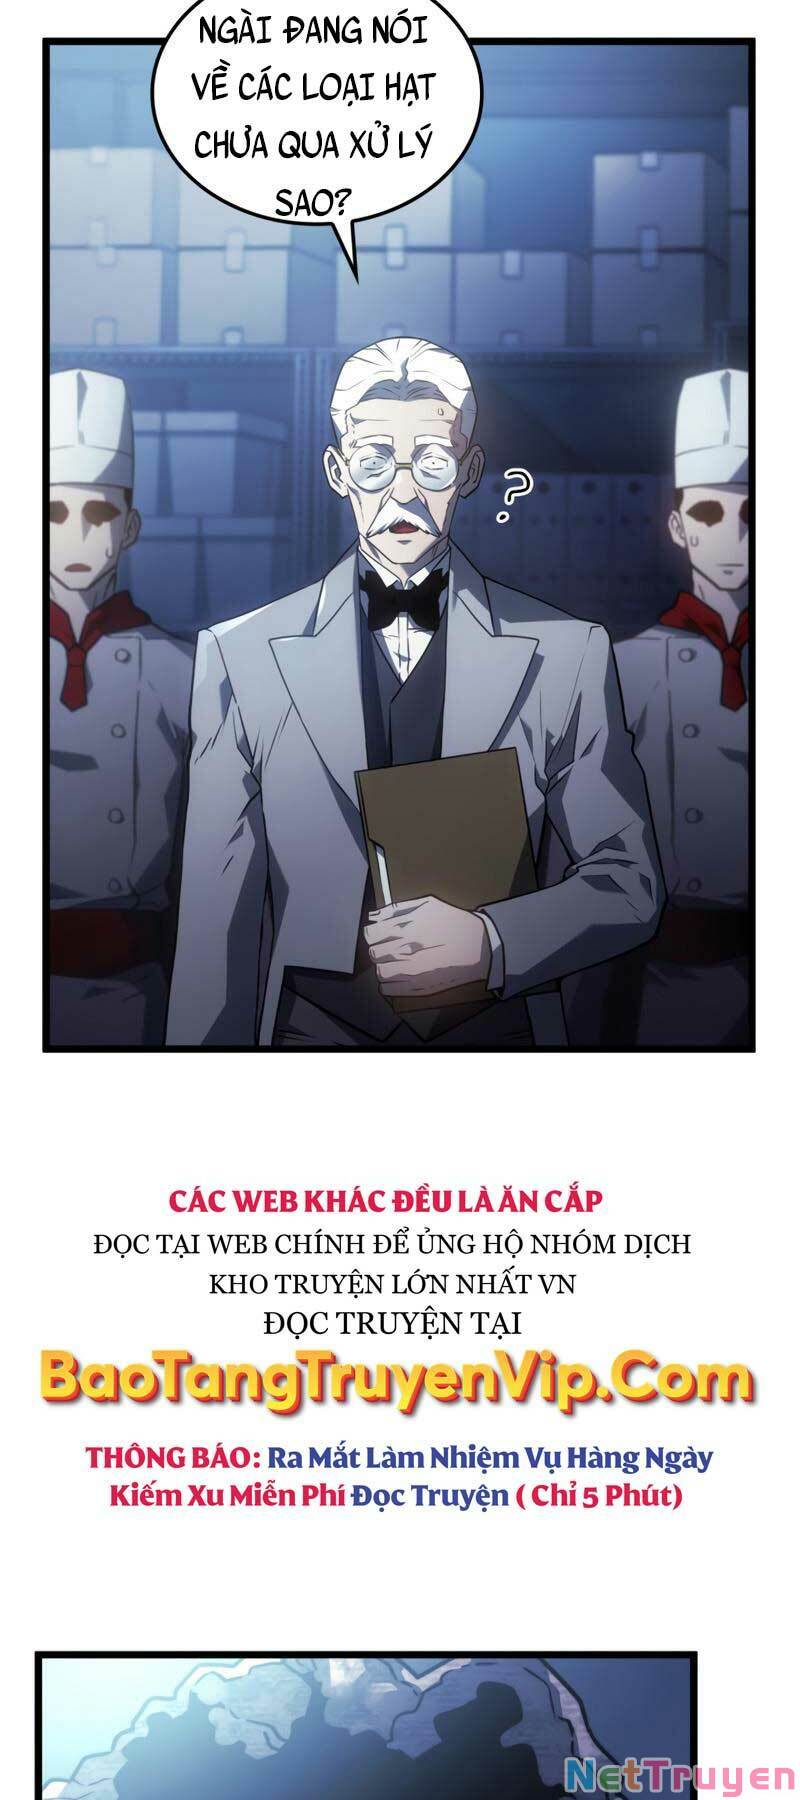 NGÀI ĐANG NÓI
VỀ CÁC LOẠI HẠT
CHƯA QUA XỬ LÝ
SAO?
?
CÁC WEB KHÁC ĐỀU LÀ ĂN CẮP
ĐỌC TẠI WEB CHÍNH ĐỂ ỦNG HỘ NHÓM DỊCH
KHO TRUYỆN LỚN NHẤT VN
ĐỌC TRUYỆN TẠI
BaoTangTruyenVip.Com
THÔNG BÁO: Ra Mắt Làm Nhiệm Vụ Hàng Ngày
Kiếm Xu Miễn Phí Đọc Truyện ( Chỉ 5 Phút)
NetTruyen